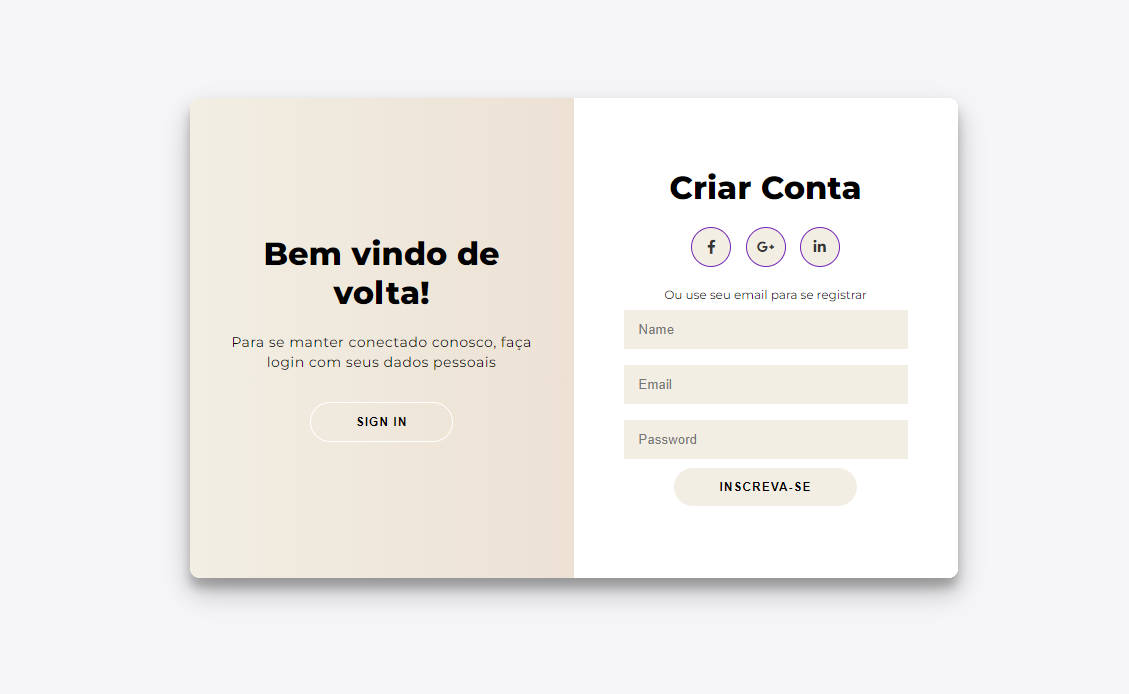 Bem vindo de
volta!
Para se manter conectado conosco, faça
login com seus dados pessoais
SIGN IN
Criar Conta
f G+ in
Ou use seu email para se registrar
Name
Email
Password
INSCREVA-SE